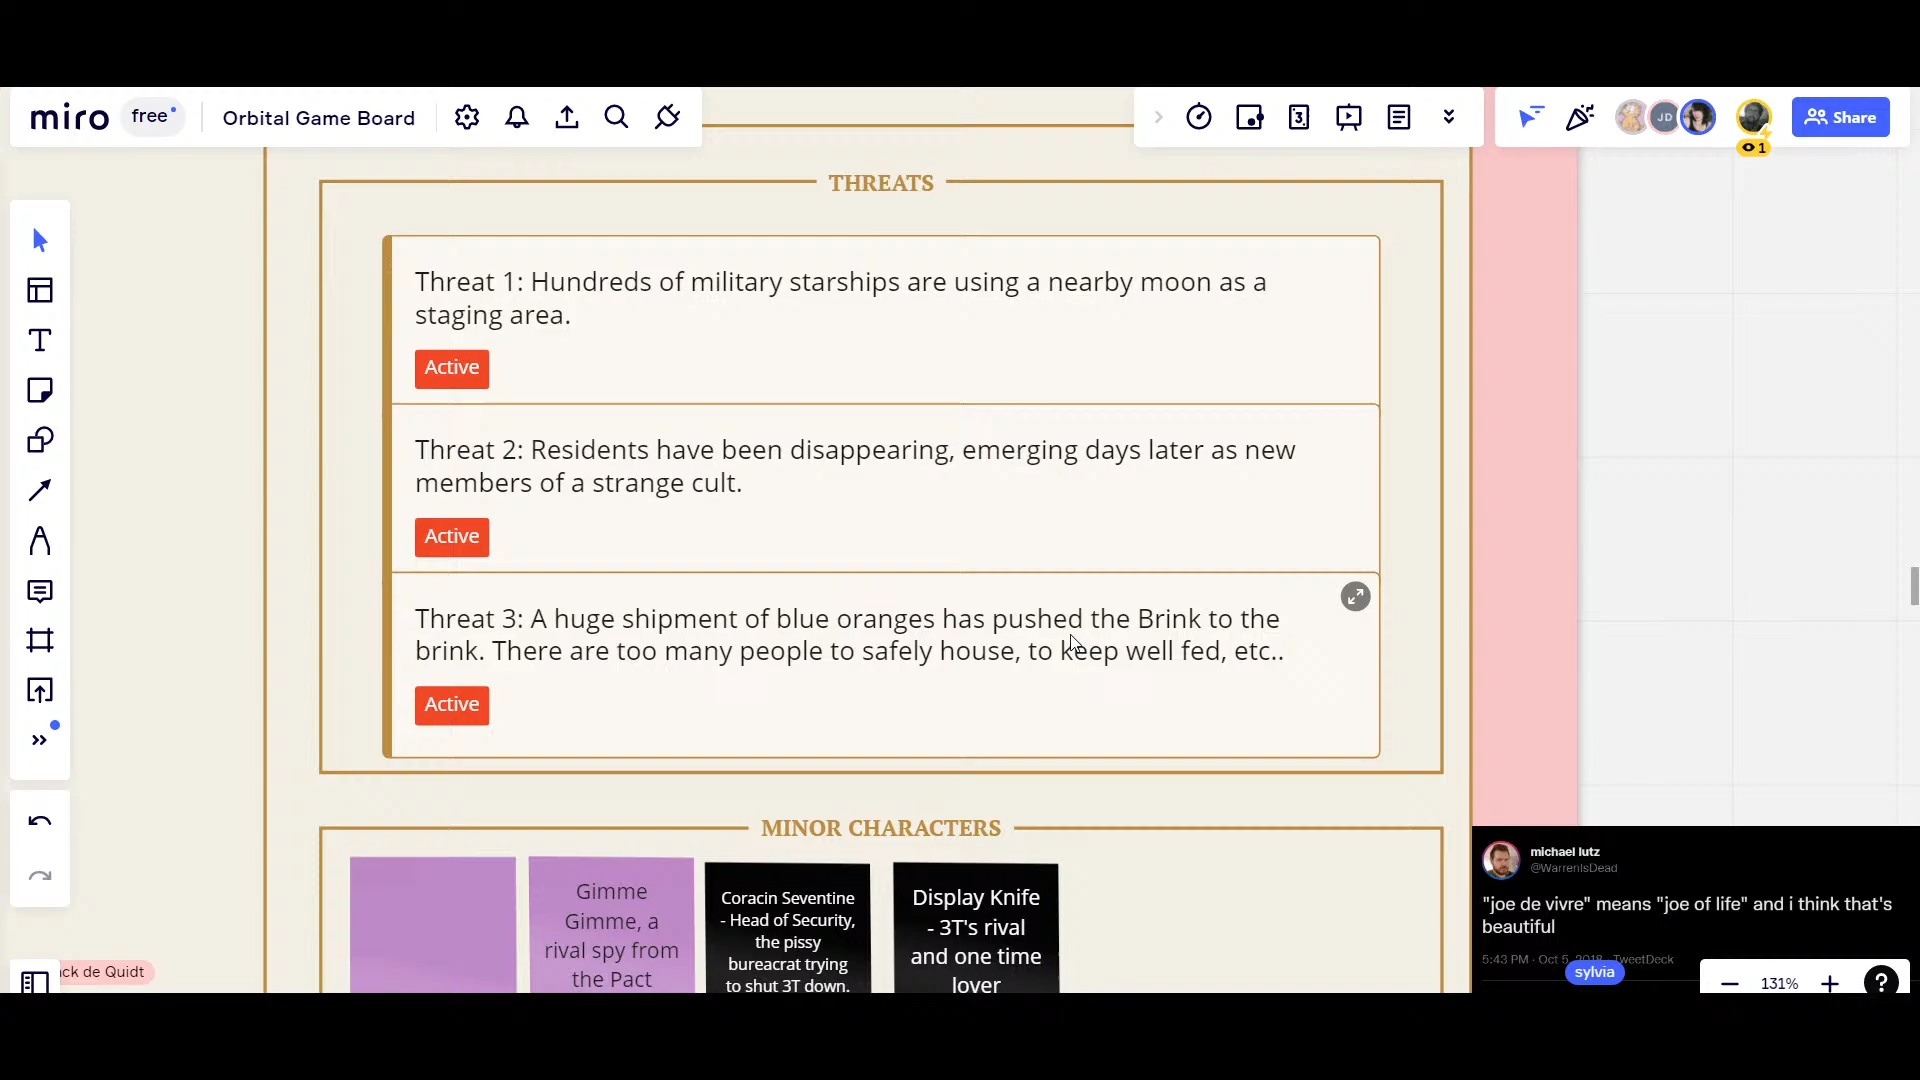 miro free Orbital Game Board
3
JD
Share
1
THREATS
Threat 1: Hundreds of military starships are using a nearby moon as a
staging area.
Active
Threat 2: Residents have been disappearing, emerging days later as new
members of a strange cult.
Active
Threat 3: A huge shipment of blue oranges has pushed the Brink to the
brink. There are too many people to safely house, to keep well fed, etc..
Active
MINOR CHARACTERS
Gimme
Gimme, a
rival spy from
the Pact
Coracin Seventine
- Head of Security,
the pissy
bureacrat trying
to shut 3T down.
Display Knife
- 3T's rival
and one time
lover
michael lutz
@WarrenIsDead
"joe de vivre" means "joe of life" and i think that's
beautiful
5:43 PM · Oct 5, 2018 · TweetDeck
ck de Quidt
sylvia
131%
?